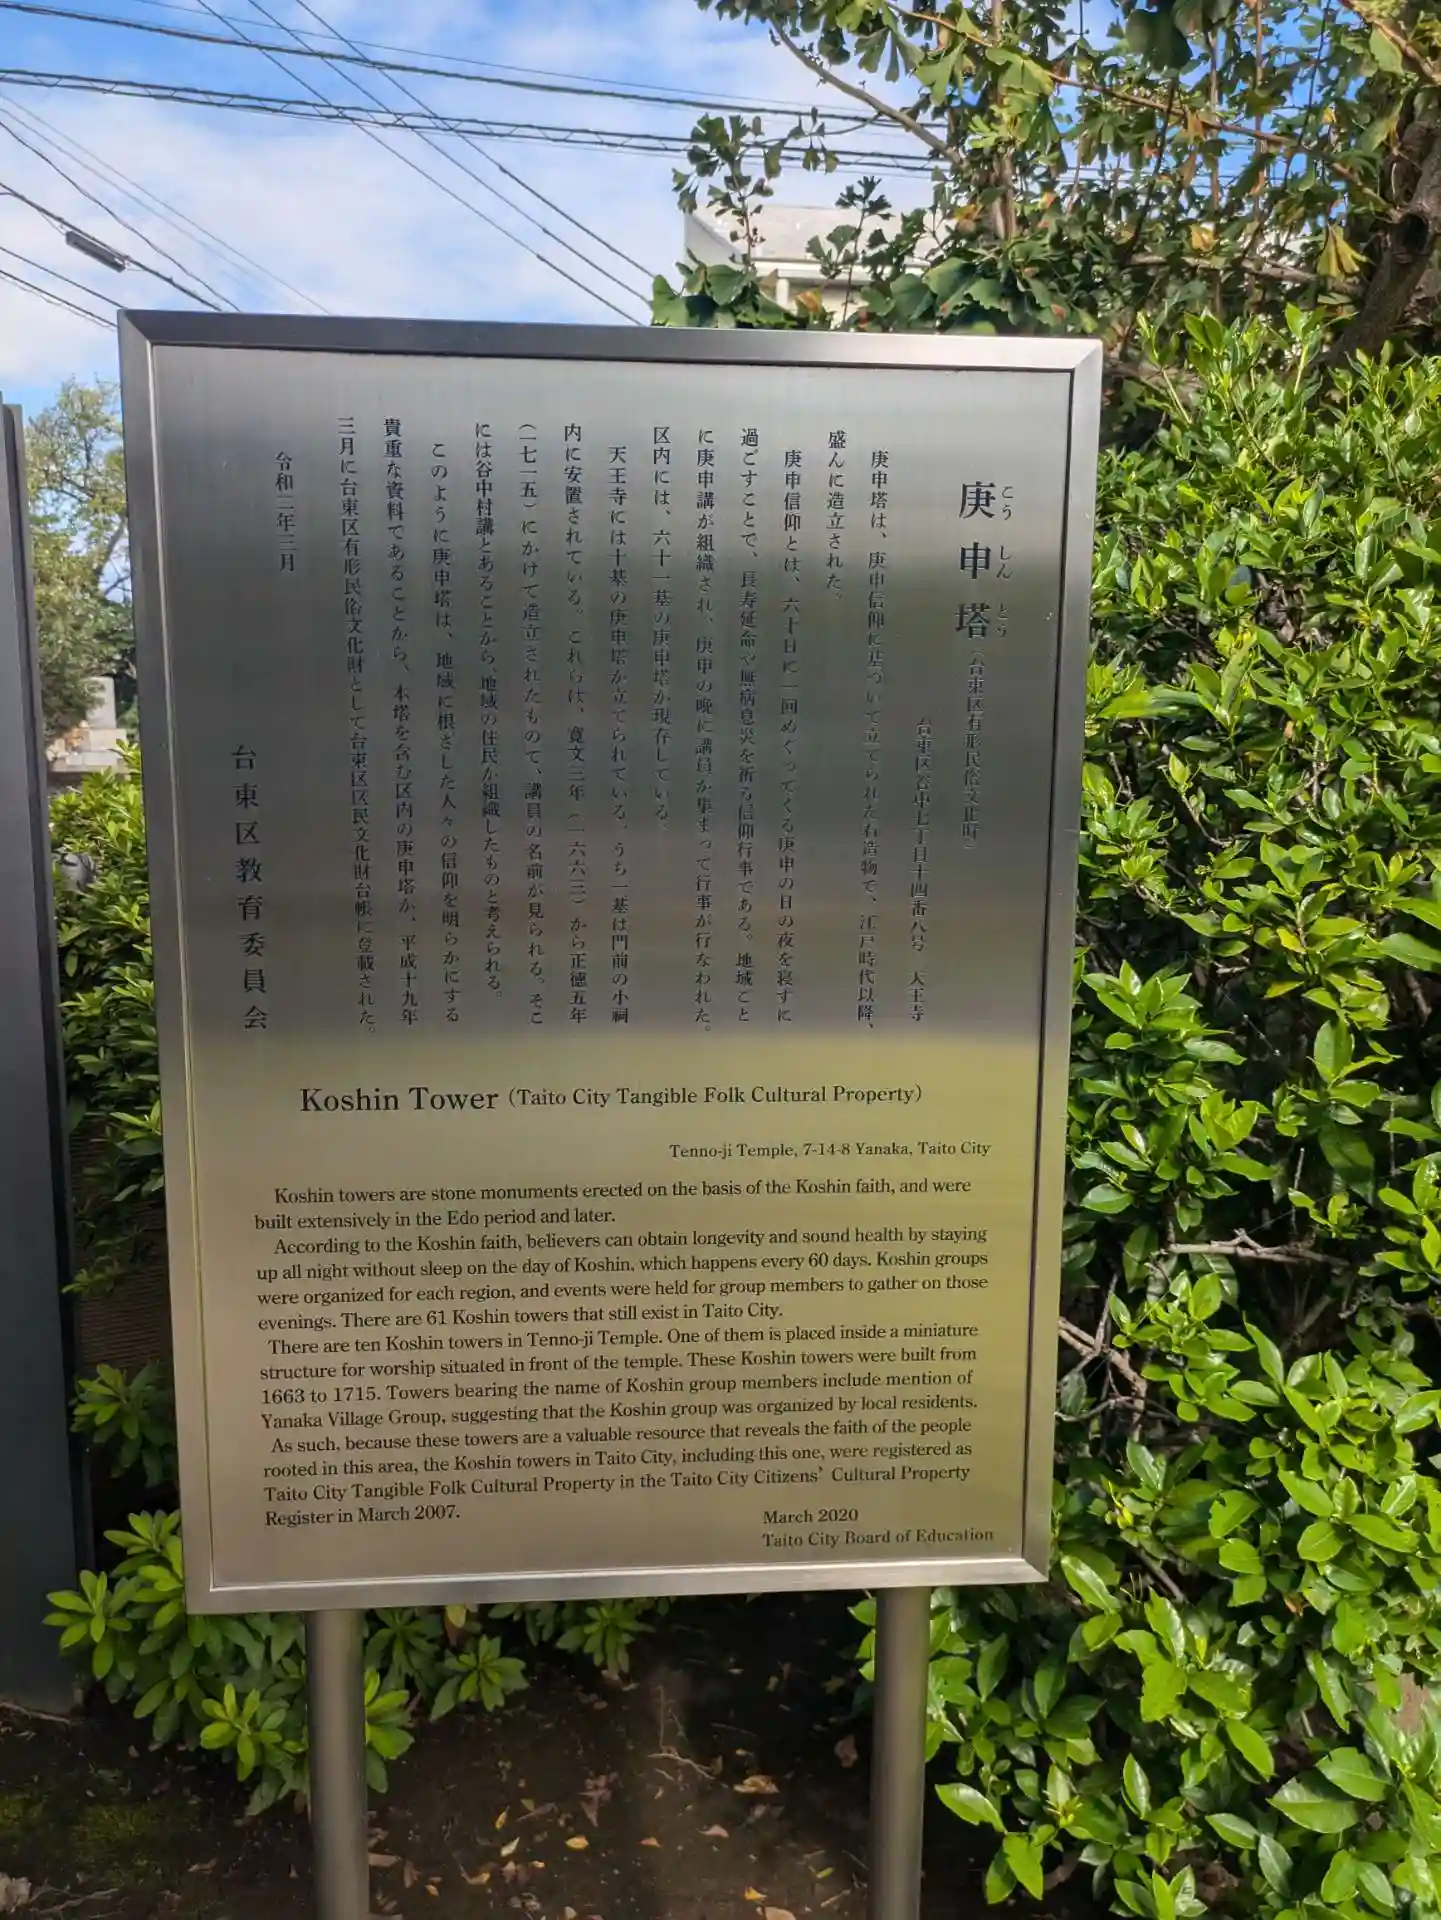 庚申塔（台東区有形民俗文化財）
こう しん とう
台東区谷中七丁目十四番八号 天王寺
庚申塔は、庚申信仰に基づいて立てられた石造物で、江戸時代以降、
盛んに造立された。
庚申信仰とは、六十日に一回めぐってくる庚申の日の夜を寝ずに
過ごすことで、長寿延命や無病息災を祈る信仰行事である。地域ごと
に庚申講が組織され、庚申の晩に講員が集まって行事が行なわれた。
区内には、六十一基の庚申塔が現存している。
天王寺には十基の庚申塔が立てられている。うち一基は門前の小祠
内に安置されている。これらは、寛文三年（一六六三）から正徳五年
（一七一五）にかけて造立されたもので、講員の名前が見られる。そこ
には谷中村講とあることから、地域の住民が組織したものと考えられる。
このように庚申塔は、地域に根ざした人々の信仰を明らかにする
貴重な資料であることから、本塔を含む区内の庚申塔が、平成十九年
三月に台東区有形民俗文化財として台東区区民文化財台帳に登載された。
令和二年三月
台東区教育委員会
Koshin Tower (Taito City Tangible Folk Cultural Property)
Tenno-ji Temple, 7-14-8 Yanaka, Taito City
Koshin towers are stone monuments erected on the basis of the Koshin faith, and were
built extensively in the Edo period and later.
According to the Koshin faith, believers can obtain longevity and sound health by staying
up all night without sleep on the day of Koshin, which happens every 60 days. Koshin groups
were organized for each region, and events were held for group members to gather on those
evenings. There are 61 Koshin towers that still exist in Taito City.
There are ten Koshin towers in Tenno-ji Temple. One of them is placed inside a miniature
structure for worship situated in front of the temple. These Koshin towers were built from
1663 to 1715. Towers bearing the name of Koshin group members include mention of
Yanaka Village Group, suggesting that the Koshin group was organized by local residents.
As such, because these towers are a valuable resource that reveals the faith of the people
rooted in this area, the Koshin towers in Taito City, including this one, were registered as
Taito City Tangible Folk Cultural Property in the Taito City Citizens' Cultural Property
Register in March 2007.
March 2020
Taito City Board of Education